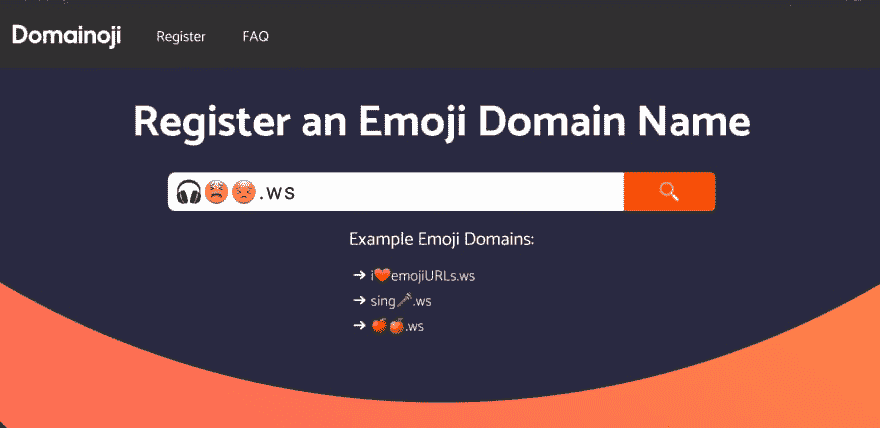 Domainoji Register FAQ
Register an Emoji Domain Name
🎧😫😣.ws
Example Emoji Domains:
→ i❤️emojiURLs.ws
→ sing🎤.ws
→ 🍎🍎.ws